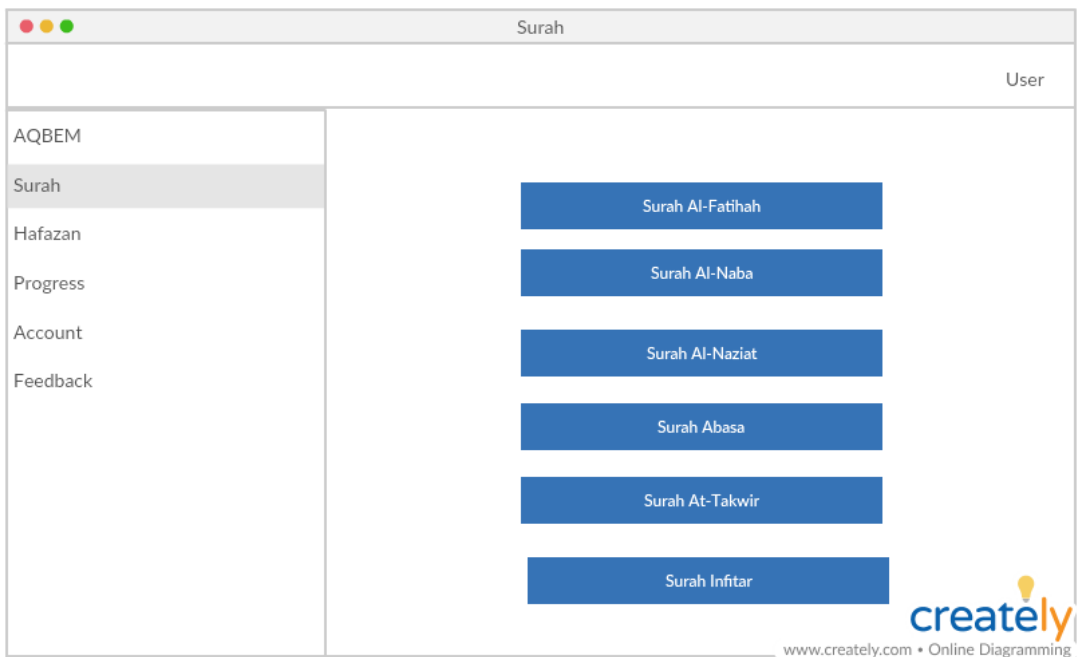 Surah
User
AQBEM
Surah
Hafazan
Progress
Account
Feedback
Surah Al-Fatihah
Surah Al-Naba
Surah Al-Naziat
Surah Abasa
Surah At-Takwir
Surah Infitar
creately
www.creately.com • Online Diagramming